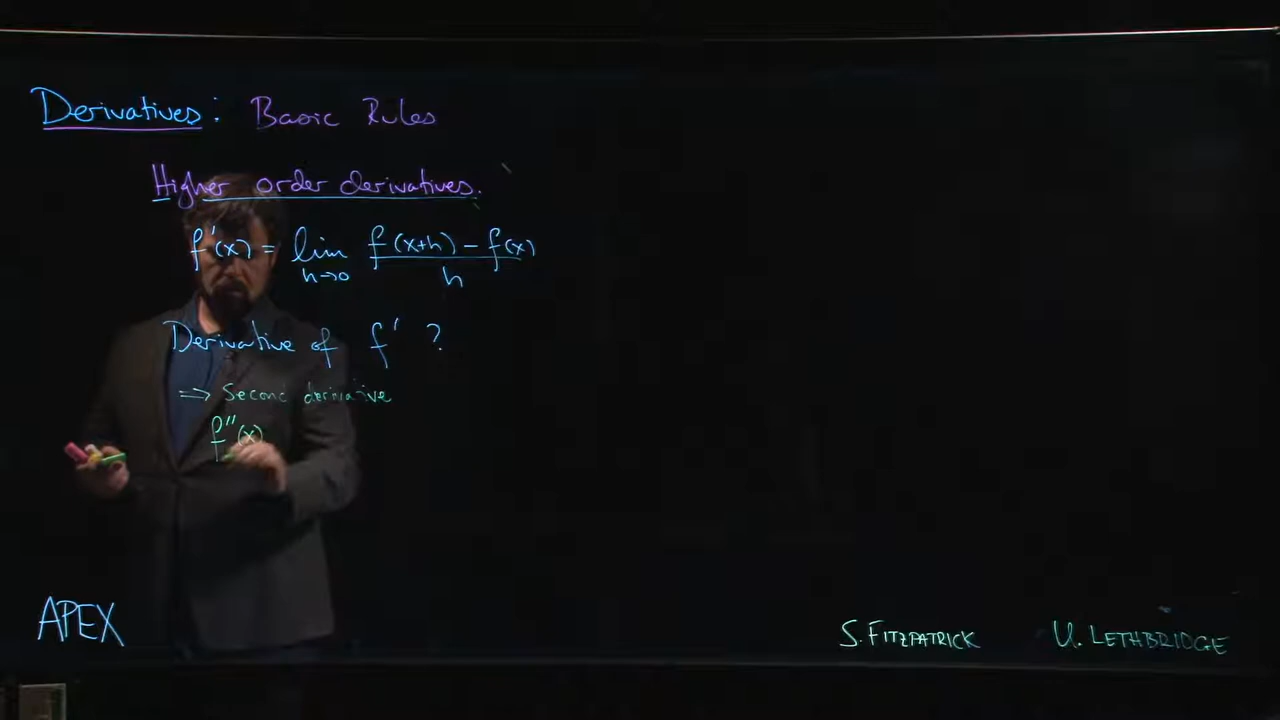 Derivatives: Basic Rules
Higher order derivatives.
f'(x) = lim h→0 f(x+h) − f(x) / h
Derivative of f' ?
⇒ Second derivative
f''(x)
APEX
S. FITZPATRICK U. LETHBRIDGE